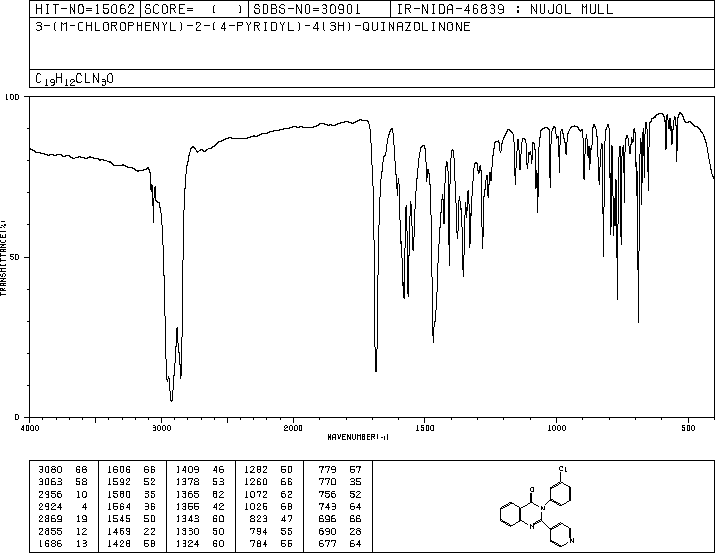 HIT-NO=15062 SCORE= ( ) SDBS-NO=30901 IR-NIDA-46839 : NUJOL MULL
3-(M-CHLOROPHENYL)-2-(4-PYRIDYL)-4(3H)-QUINAZOLINONE
C19H12CLN3O
100
50
0
TRANSMITTANCE(%)
4000 3000 2000 1500 1000 500
WAVENUMBER(-1)
3080 68 1606 66 1409 46 1282 50 779 57
3063 58 1592 52 1378 53 1260 66 770 35
2956 10 1580 35 1365 82 1072 62 756 52
2924 4 1564 36 1355 42 1026 68 743 64
2869 19 1545 50 1343 60 823 47 696 66
2855 12 1469 22 1330 50 794 55 690 28
1686 13 1428 58 1324 60 784 55 677 64
Cl
O
N
N
N